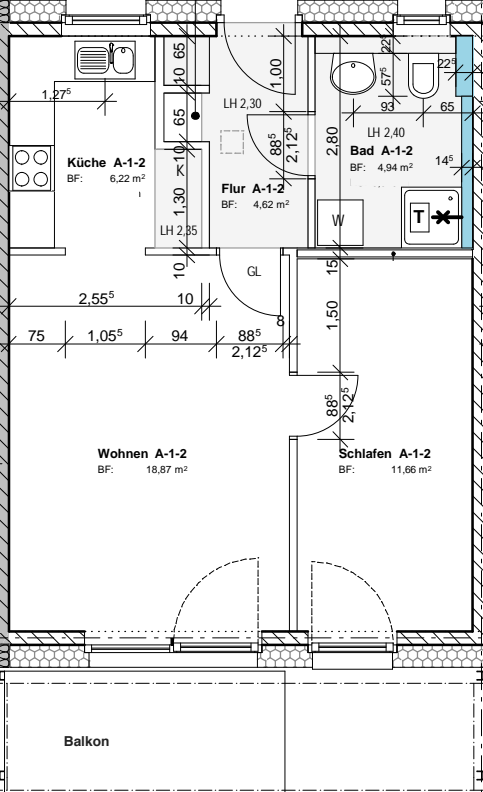 65
10
1,00
22⁵
22⁵
57⁵
1,27⁵
LH 2,30
93
65
65
LH 2,40
88⁵
2,12⁵
2,80
Küche A-1-2
BF: 6,22 m²
10
K
Bad A-1-2
BF: 4,94 m²
14⁵
Flur A-1-2
BF: 4,62 m²
1,30
W
T
LH 2,35
10
GL
15
2,55⁵
10
1,50
8
75
1,05⁵
94
88⁵
2,12⁵
88⁵
2,12⁵
Wohnen A-1-2
BF: 18,87 m²
Schlafen A-1-2
BF: 11,66 m²
Balkon